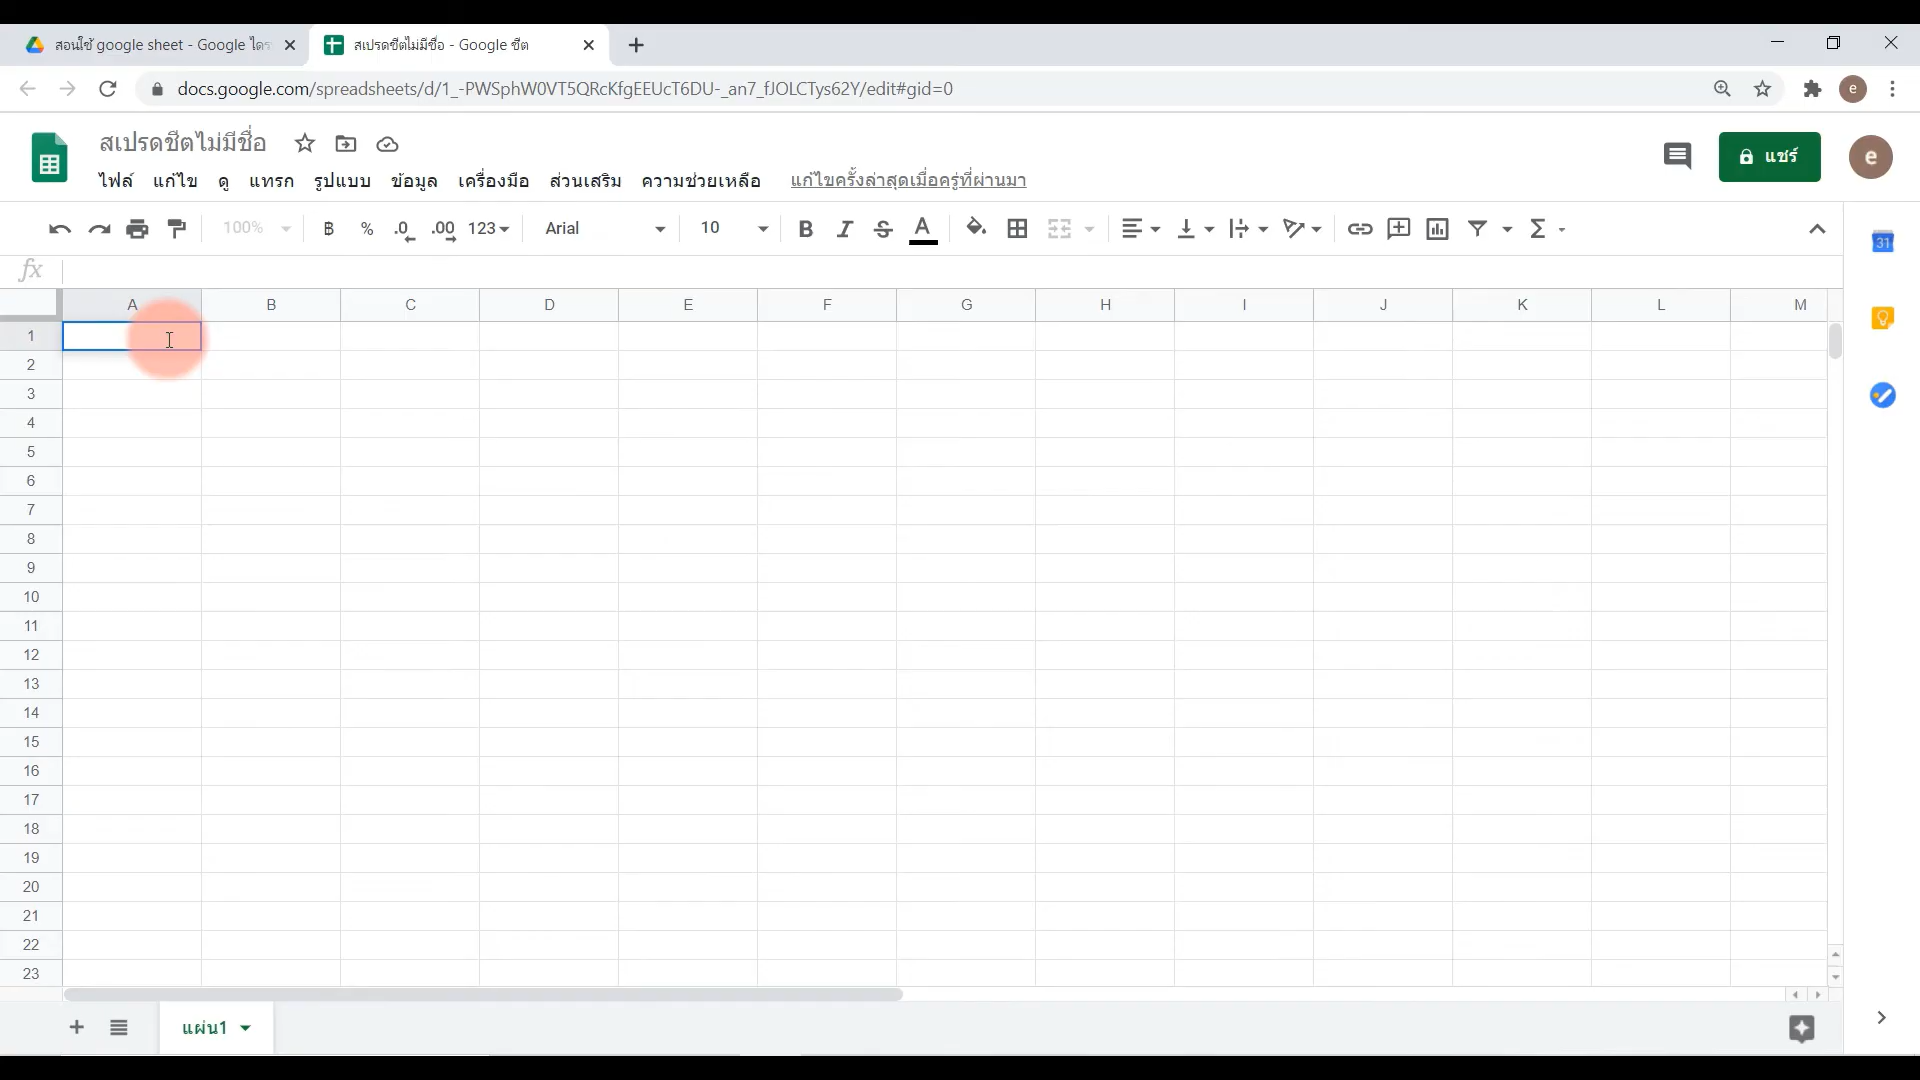 สอนใช้ google sheet - Google ไดร
สเปรดชีตไม่มีชื่อ - Google ชีต
docs.google.com/spreadsheets/d/1_-PWSphW0VT5QRcKfgEEUcT6DU-_an7_fJOLCTys62Y/edit#gid=0
e
สเปรดชีตไม่มีชื่อ
แชร์
e
ไฟล์ แก้ไข ดู แทรก รูปแบบ ข้อมูล เครื่องมือ ส่วนเสริม ความช่วยเหลือ แก้ไขครั้งล่าสุดเมื่อครู่ที่ผ่านมา
100% ฿ % .0 .00 123 Arial 10 B I S A Σ
31
fx
A B C D E F G H I J K L M
1
2
3
4
5
6
7
8
9
10
11
12
13
14
15
16
17
18
19
20
21
22
23
แผ่น1